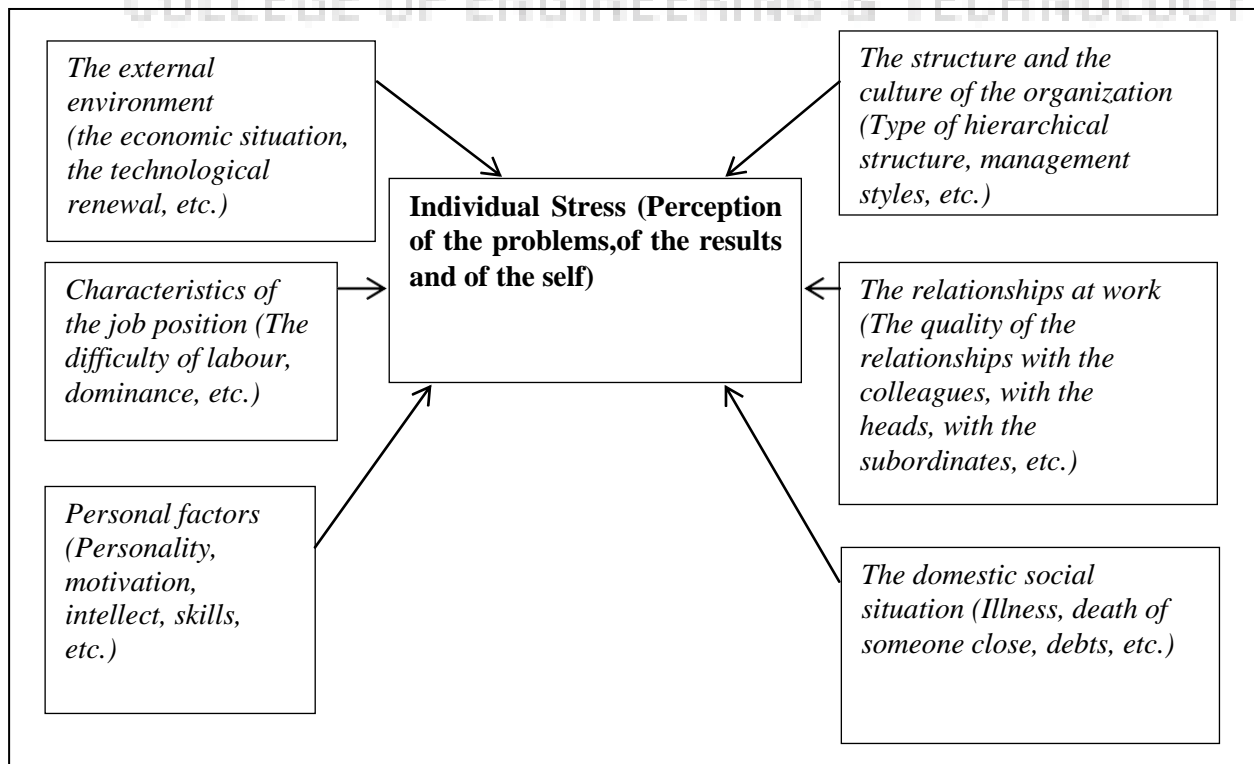 COLLEGE OF ENGINEERING & TECHNOLOGY
The external
environment
(the economic situation,
the technological
renewal, etc.)
The structure and the
culture of the organization
(Type of hierarchical
structure, management
styles, etc.)
Individual Stress (Perception
of the problems,of the results
and of the self)
Characteristics of
the job position (The
difficulty of labour,
dominance, etc.)
The relationships at work
(The quality of the
relationships with the
colleagues, with the
heads, with the
subordinates, etc.)
Personal factors
(Personality,
motivation,
intellect, skills,
etc.)
The domestic social
situation (Illness, death of
someone close, debts, etc.)